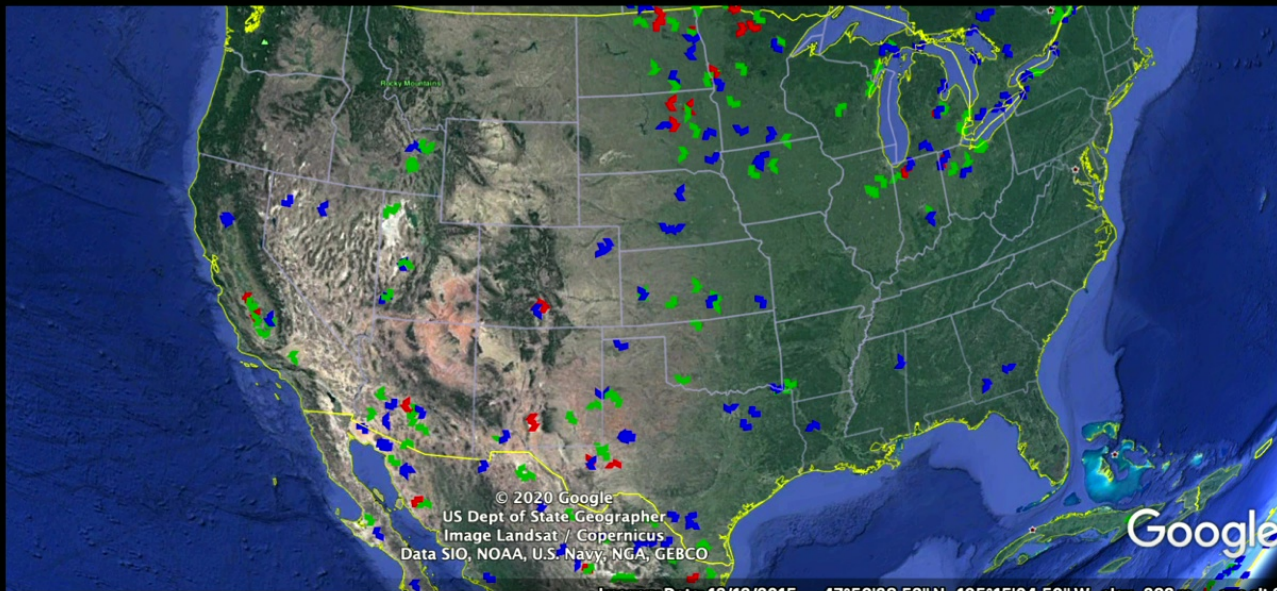 Rocky Mountains
© 2020 Google
US Dept of State Geographer
Image Landsat / Copernicus
Data SIO, NOAA, U.S. Navy, NGA, GEBCO
Google